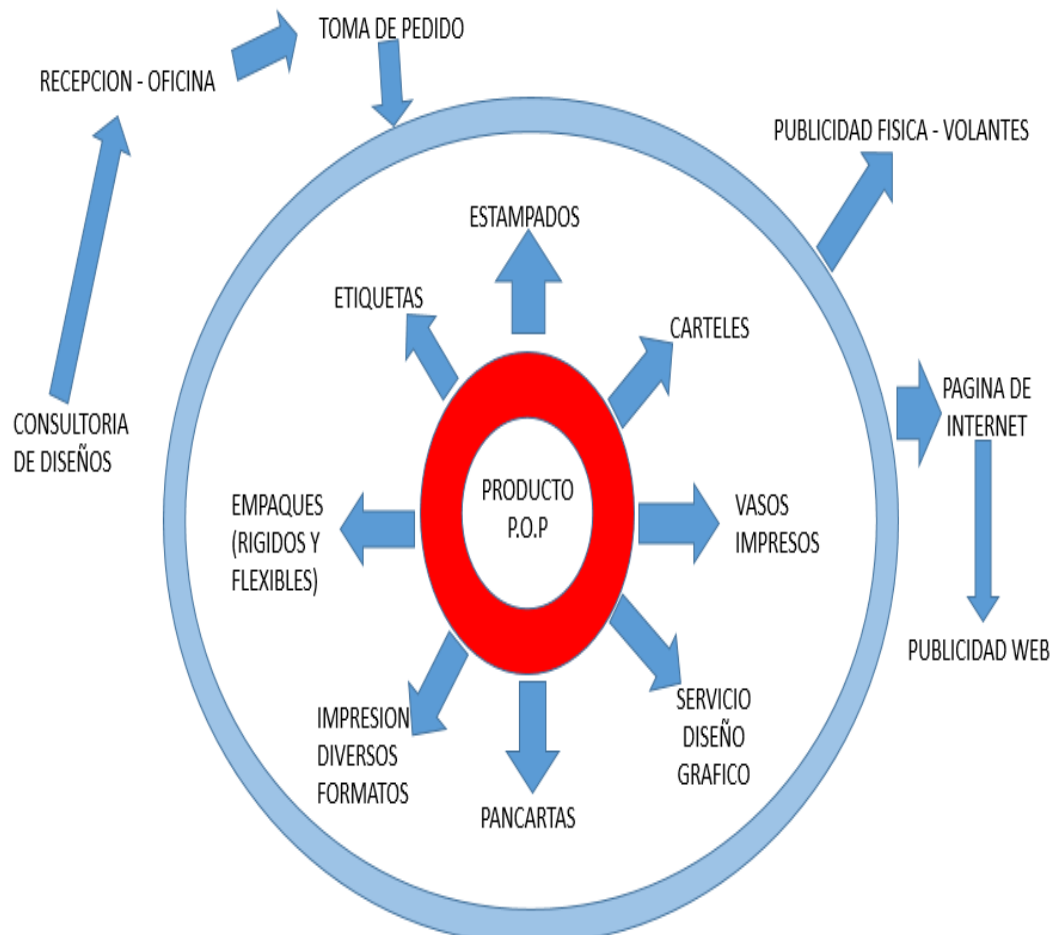 TOMA DE PEDIDO
RECEPCION - OFICINA
PUBLICIDAD FISICA - VOLANTES
ESTAMPADOS
ETIQUETAS
CARTELES
CONSULTORIA
DE DISEÑOS
PAGINA DE
INTERNET
PRODUCTO
P.O.P
EMPAQUES
(RIGIDOS Y
FLEXIBLES)
VASOS
IMPRESOS
PUBLICIDAD WEB
IMPRESION
DIVERSOS
FORMATOS
SERVICIO
DISEÑO
GRAFICO
PANCARTAS